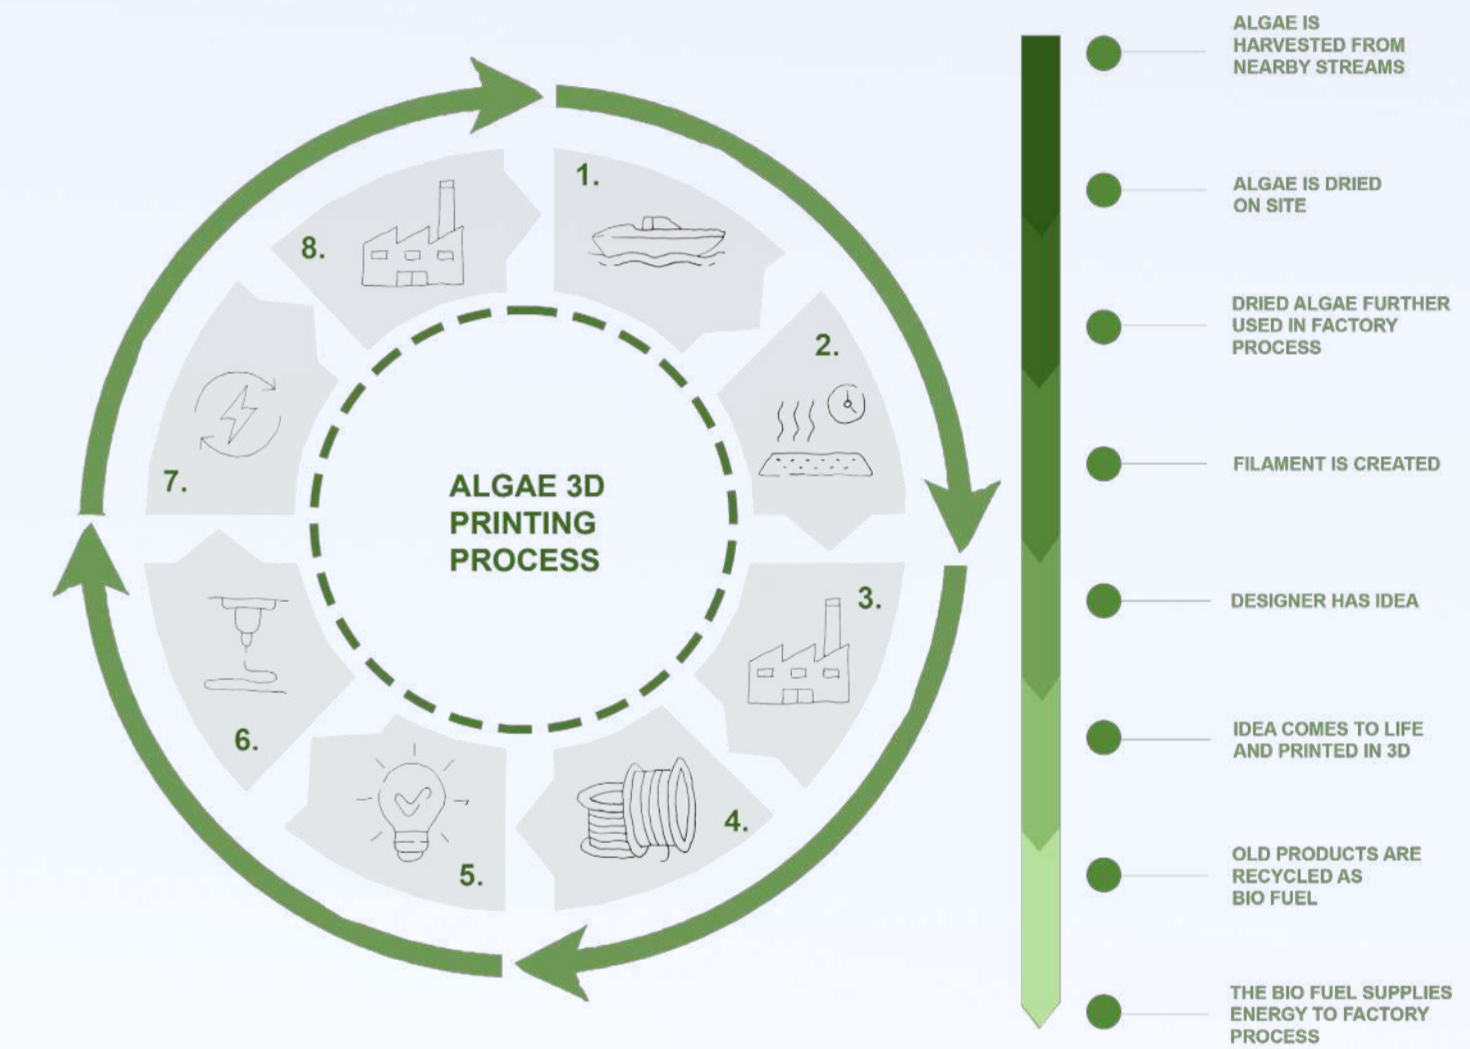 1.
2.
3.
4.
5.
6.
7.
8.
ALGAE 3D
PRINTING
PROCESS
ALGAE IS
HARVESTED FROM
NEARBY STREAMS
ALGAE IS DRIED
ON SITE
DRIED ALGAE FURTHER
USED IN FACTORY
PROCESS
FILAMENT IS CREATED
DESIGNER HAS IDEA
IDEA COMES TO LIFE
AND PRINTED IN 3D
OLD PRODUCTS ARE
RECYCLED AS
BIO FUEL
THE BIO FUEL SUPPLIES
ENERGY TO FACTORY
PROCESS